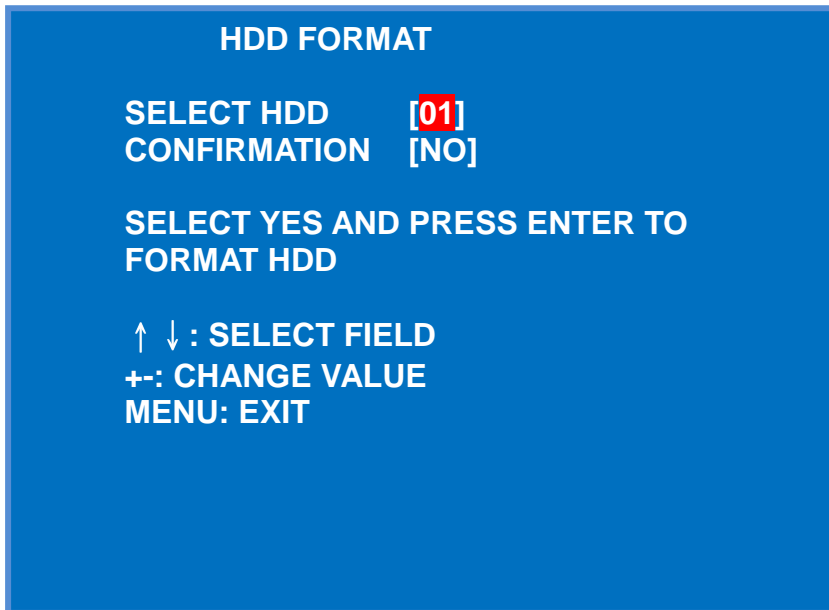 HDD FORMAT
SELECT HDD [01]
CONFIRMATION [NO]
SELECT YES AND PRESS ENTER TO
FORMAT HDD
↑ ↓ : SELECT FIELD
+-: CHANGE VALUE
MENU: EXIT